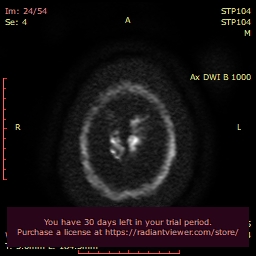 Im: 24/54
Se: 4
A
STP104
STP104
M
Ax DWI B 1000
R
L
You have 30 days left in your trial period.
Purchase a license at https://radiantviewer.com/store/